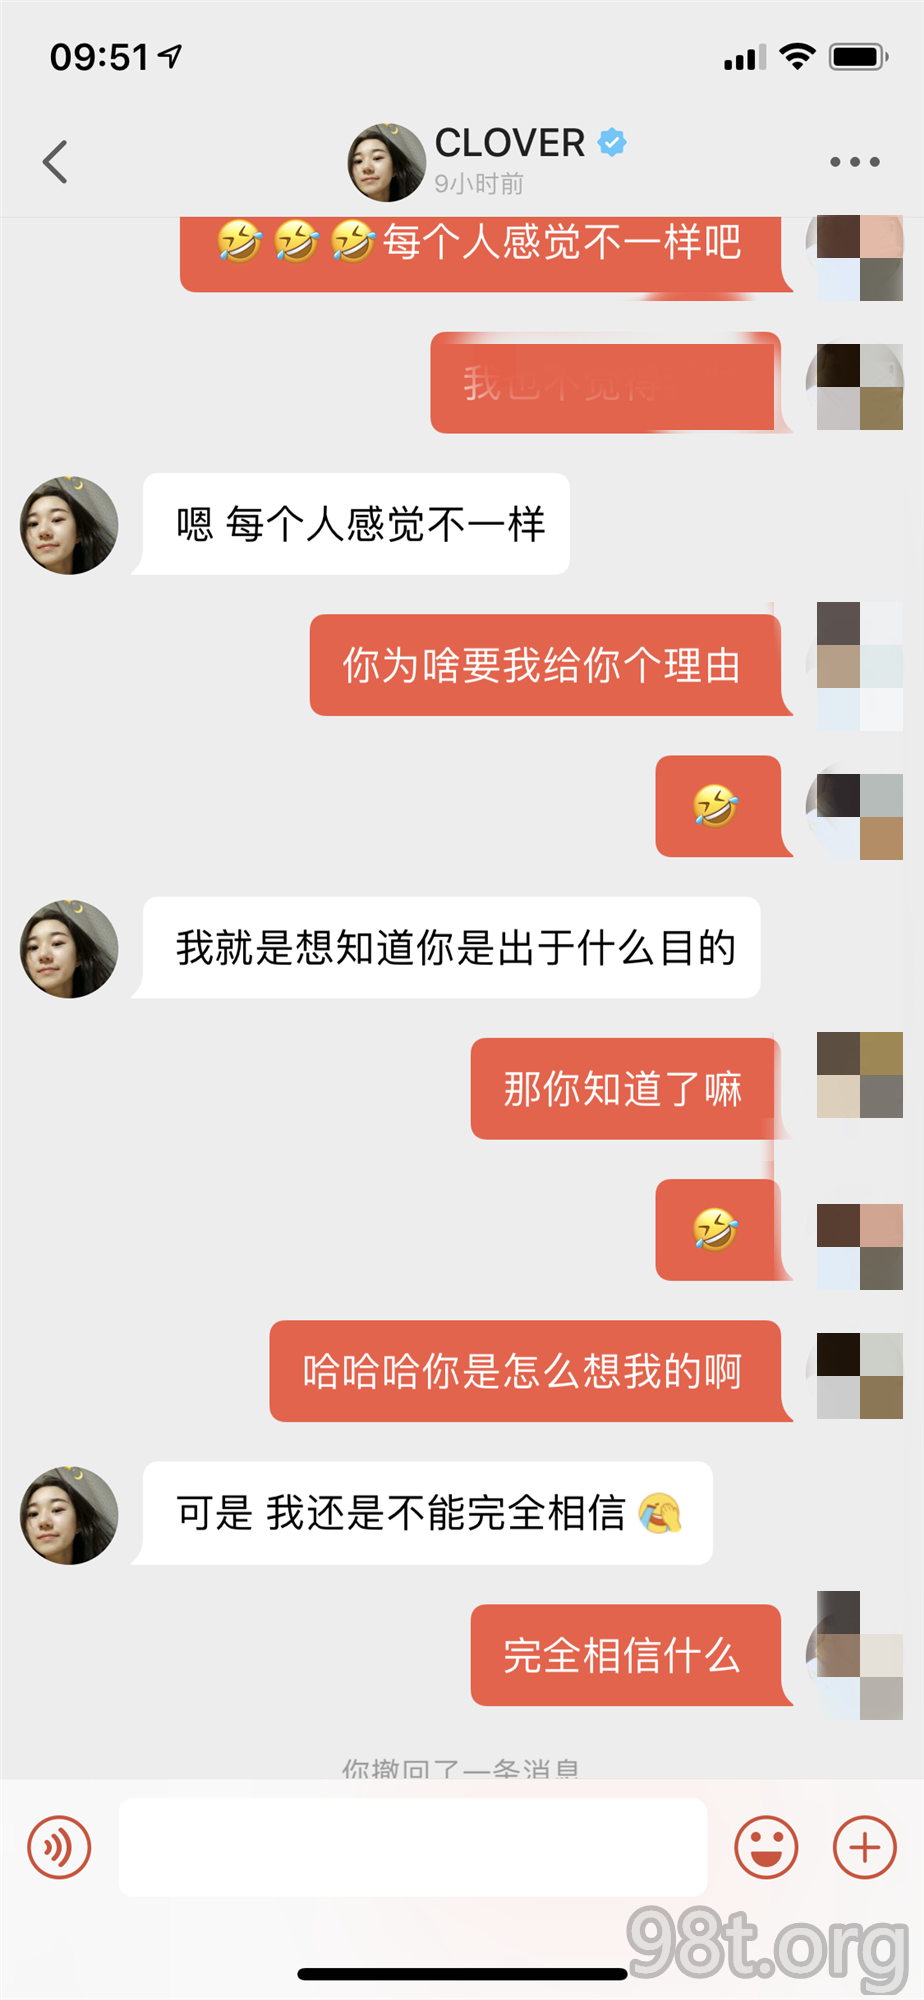 09:51
CLOVER
9小时前
🤣🤣🤣每个人感觉不一样吧
我也不觉得
嗯 每个人感觉不一样
你为啥要我给你个理由
🤣
我就是想知道你是出于什么目的
那你知道了嘛
🤣
哈哈哈你是怎么想我的啊
可是 我还是不能完全相信
完全相信什么
你撤回了一条消息
98t.org